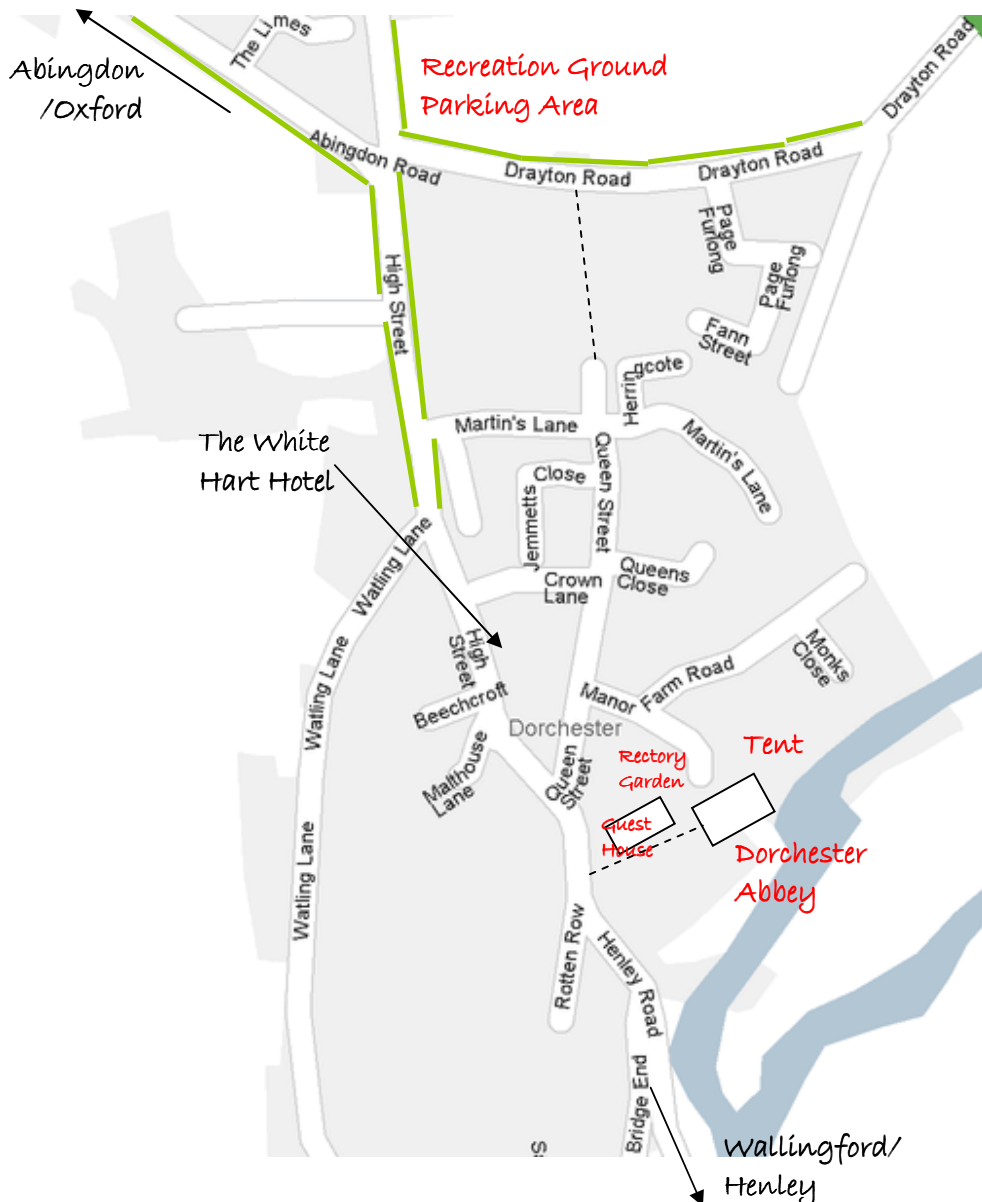 The Limes
Abingdon
/Oxford
Recreation Ground
Parking Area
Drayton Road
Abingdon Road
Drayton Road
Drayton Road
Page
Furlong
Page
Furlong
High Street
Fann
Street
Herrin
gcote
Martin's Lane
Martin's Lane
The White
Hart Hotel
Queen Street
Close
Jemmetts
Watling Lane
Crown
Lane
Queens
Close
High
Street
Monks
Close
Farm Road
Manor
Watling Lane
Beechcroft
Dorchester
Malthouse
Lane
Queen
Street
Rectory
Garden
Tent
Guest
House
Dorchester
Abbey
Watling Lane
Rotten Row
Henley Road
Bridge End
Wallingford/
Henley